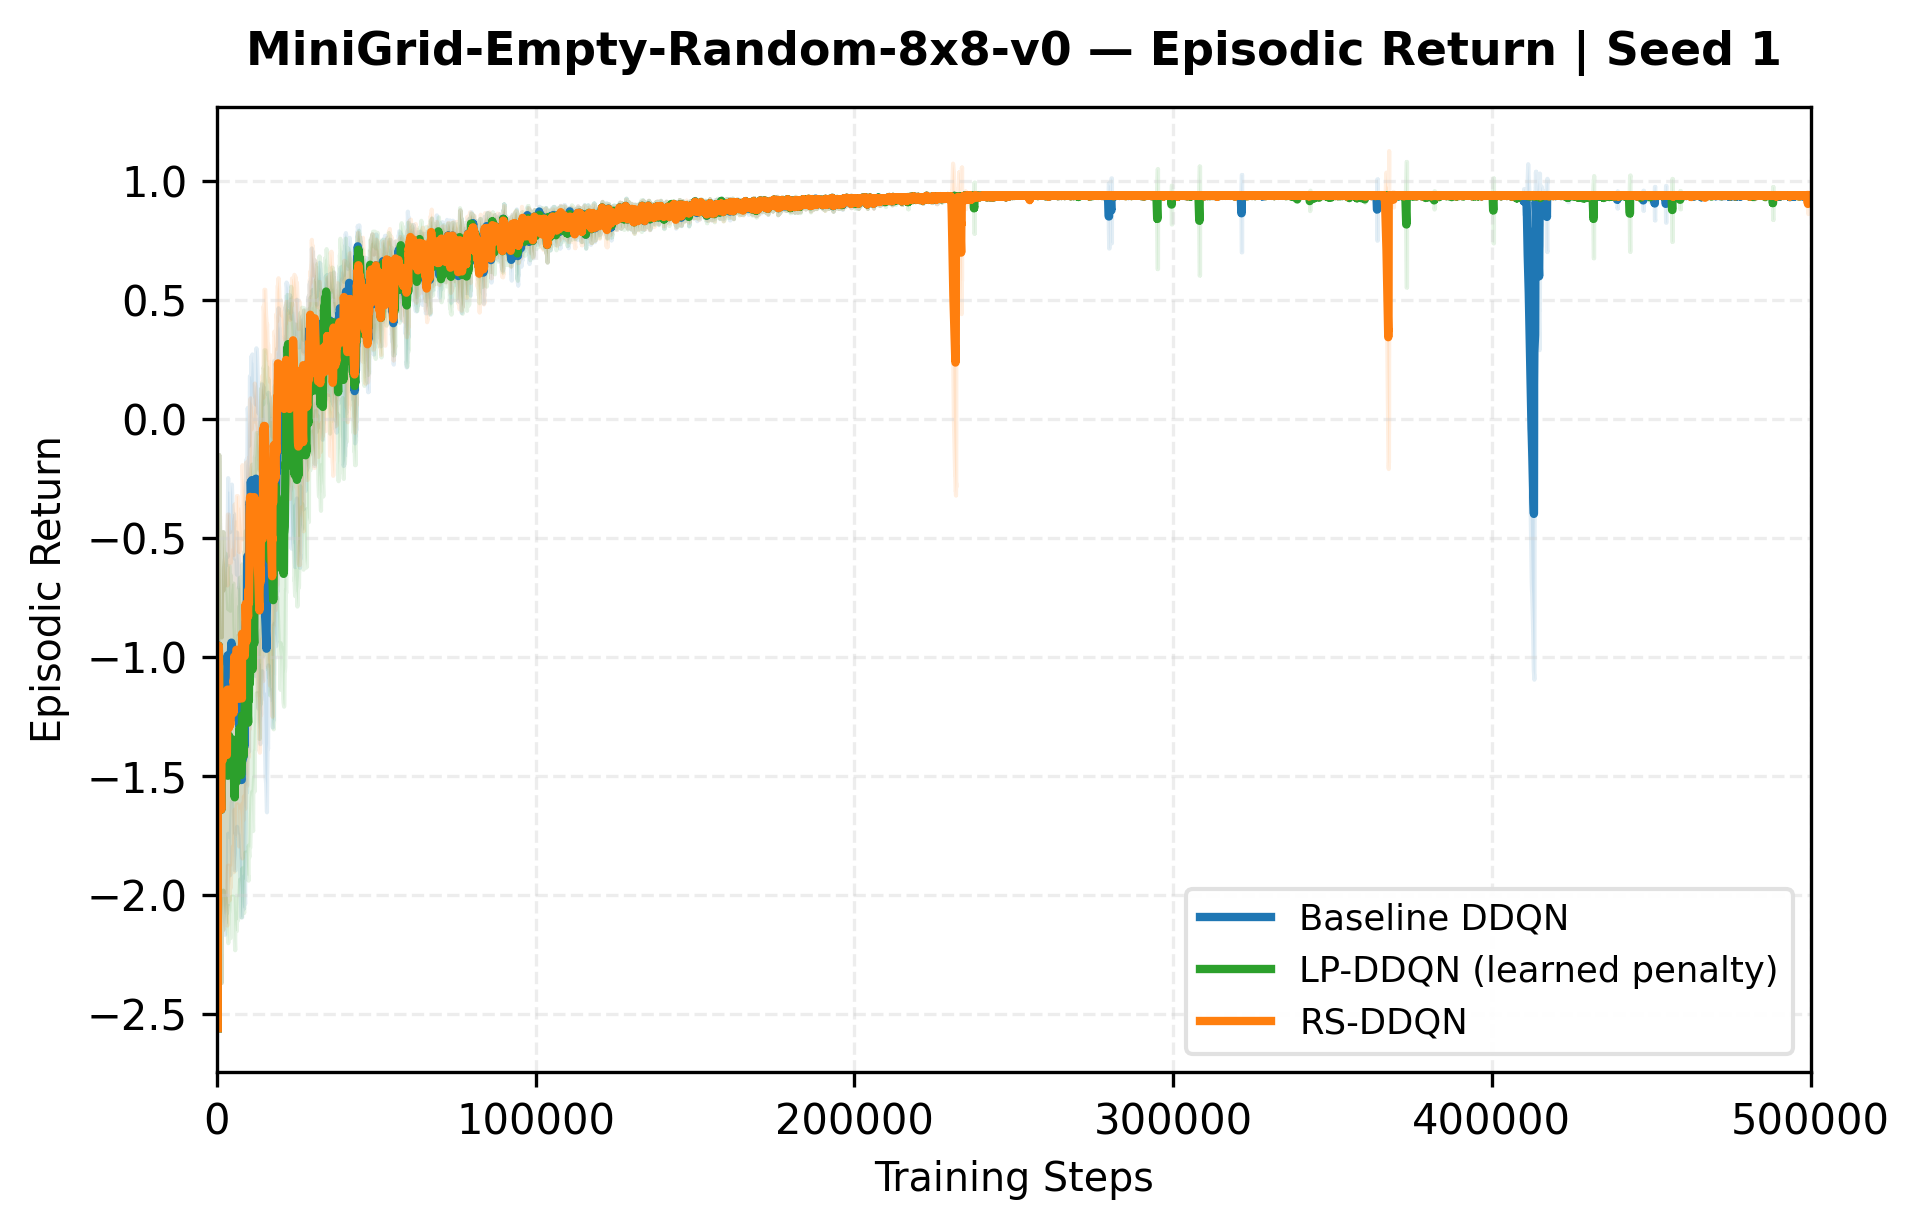 MiniGrid-Empty-Random-8x8-v0 — Episodic Return | Seed 1
Episodic Return
1.0
0.5
0.0
−0.5
−1.0
−1.5
−2.0
−2.5
Baseline DDQN
LP-DDQN (learned penalty)
RS-DDQN
0 100000 200000 300000 400000 500000
Training Steps